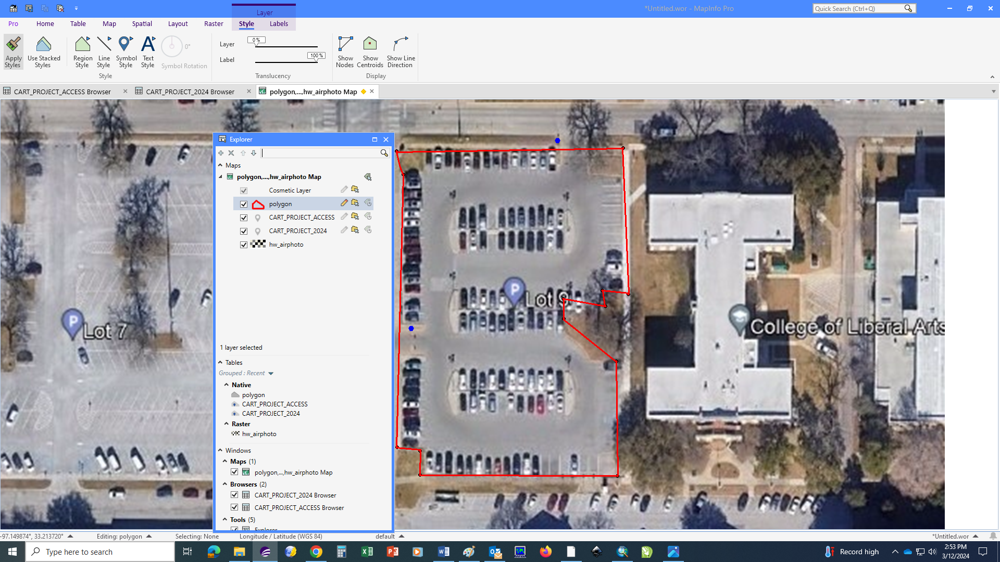 Layer
*Untitled.wor - MapInfo Pro
Quick Search (Ctrl+Q)
Pro Home Table Map Spatial Layout Raster Style Labels
Apply Styles
Use Stacked Styles
Region Style
Line Style
Symbol Style
Text Style
0°
Symbol Rotation
Style
Layer 0 %
Label 100 %
Translucency
Show Nodes
Show Centroids
Show Line Direction
Display
CART_PROJECT_ACCESS Browser
CART_PROJECT_2024 Browser
polygon,...,hw_airphoto Map
Explorer
Maps
polygon,...,hw_airphoto Map
Cosmetic Layer
polygon
CART_PROJECT_ACCESS
CART_PROJECT_2024
hw_airphoto
1 layer selected
Tables
Grouped : Recent
Native
polygon
CART_PROJECT_ACCESS
CART_PROJECT_2024
Raster
hw_airphoto
Windows
Maps (1)
polygon,...,hw_airphoto Map
Browsers (2)
CART_PROJECT_2024 Browser
CART_PROJECT_ACCESS Browser
Tools (5)
Explorer
P
Lot 7
P
Lot 9
College of Liberal Arts
-97.149874°, 33.213720°
Editing: polygon
Selecting: None
Longitude / Latitude (WGS 84)
default
*Untitled.wor
Type here to search
Record high
2:53 PM
3/12/2024